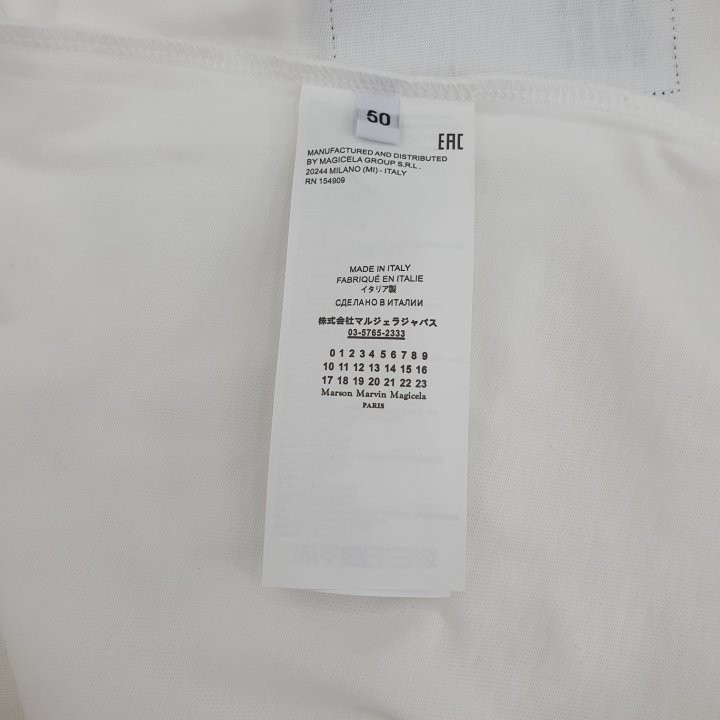 50
EAC
MANUFACTURED AND DISTRIBUTED
BY MAGICELA GROUP S.R.L.
20244 MILANO (MI) - ITALY
RN 154909
MADE IN ITALY
FABRIQUÉ EN ITALIE
イタリア製
СДЕЛАНО В ИТАЛИИ
株式会社マルジェラジャパス
03-5765-2333
0 1 2 3 4 5 6 7 8 9
10 11 12 13 14 15 16
17 18 19 20 21 22 23
Marson Marvin Magicela
PARIS